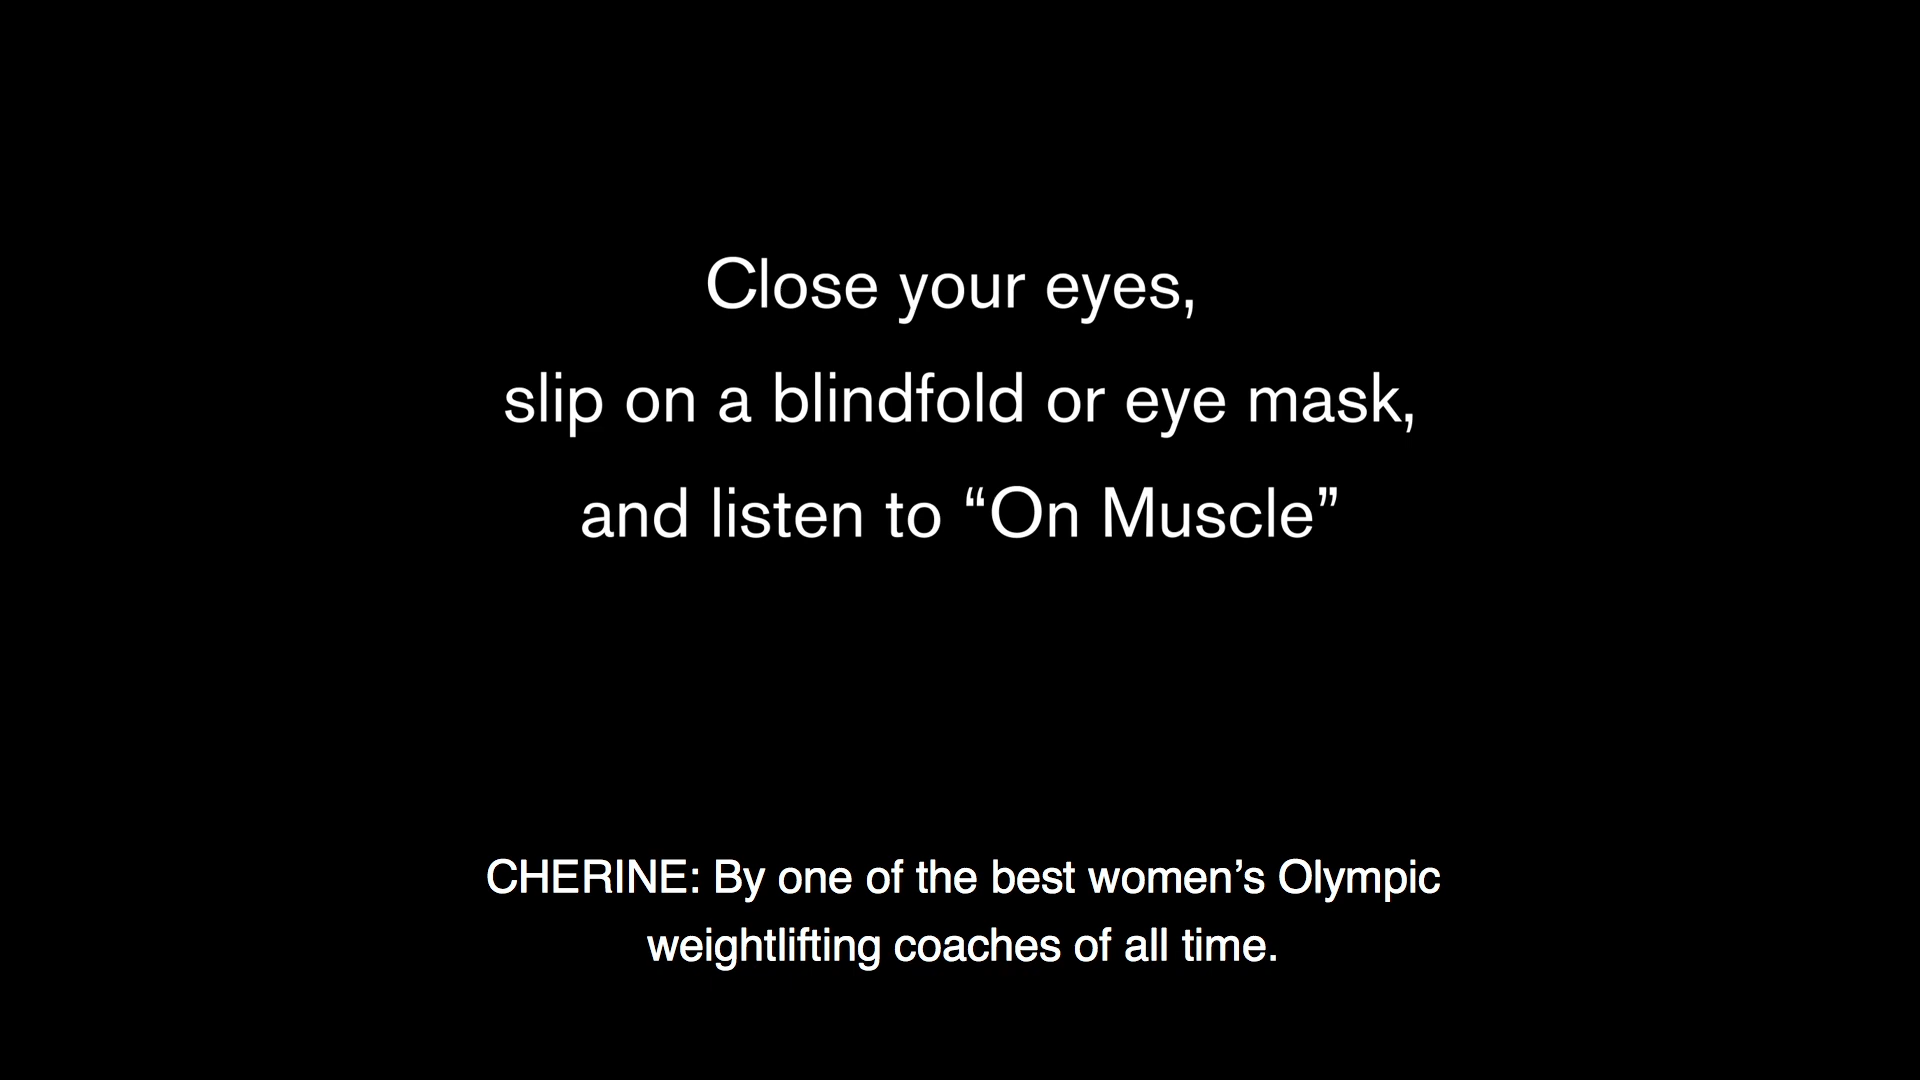 Close your eyes,
slip on a blindfold or eye mask,
and listen to “On Muscle”
CHERINE: By one of the best women’s Olympic
weightlifting coaches of all time.